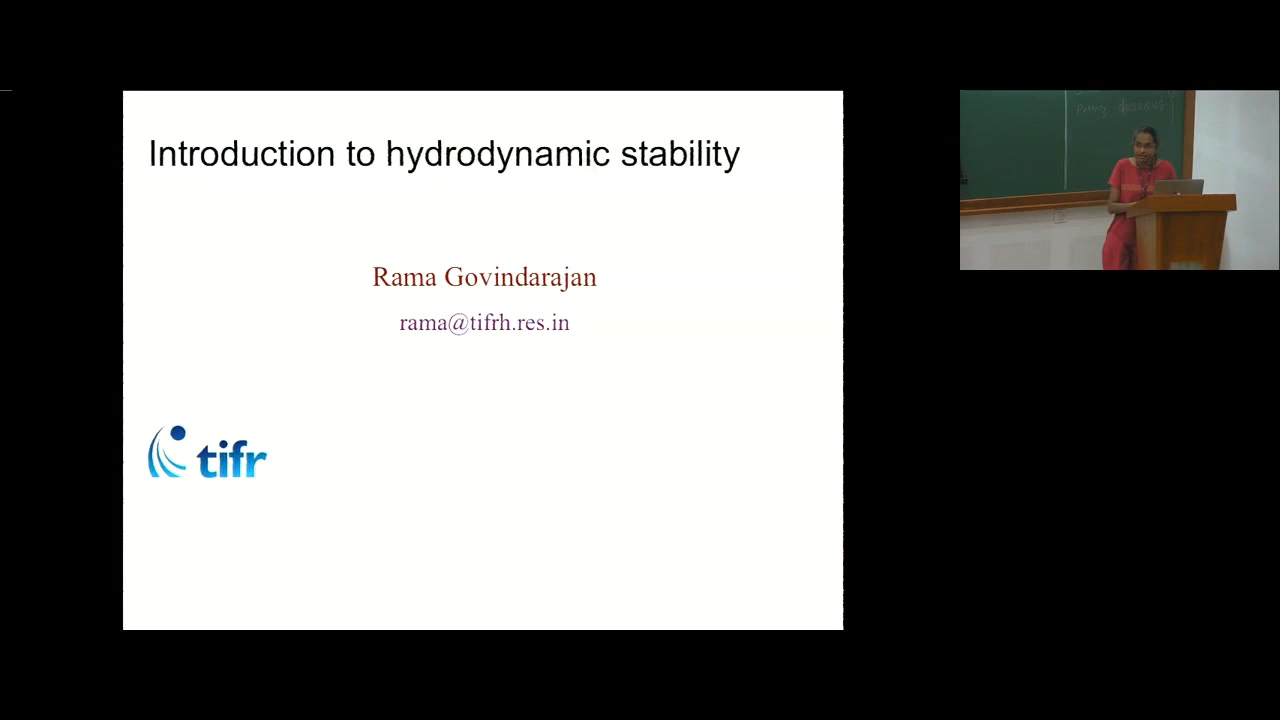 Introduction to hydrodynamic stability
Rama Govindarajan
rama@tifrh.res.in
tifr